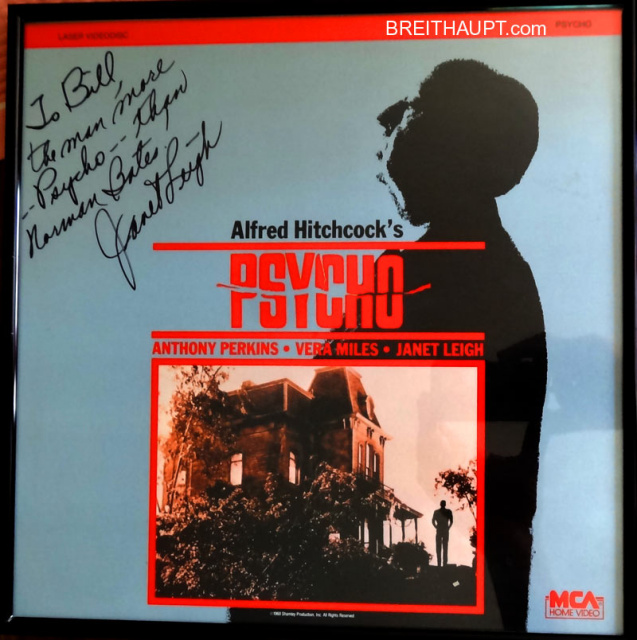 BREITHAUPT.com
LASER VIDEODISC
PSYCHO
To Bill,
the man, more
-- Psycho -- than
Norman Bates.
Janet Leigh
Alfred Hitchcock's
PSYCHO
ANTHONY PERKINS • VERA MILES • JANET LEIGH
MCA
HOME VIDEO